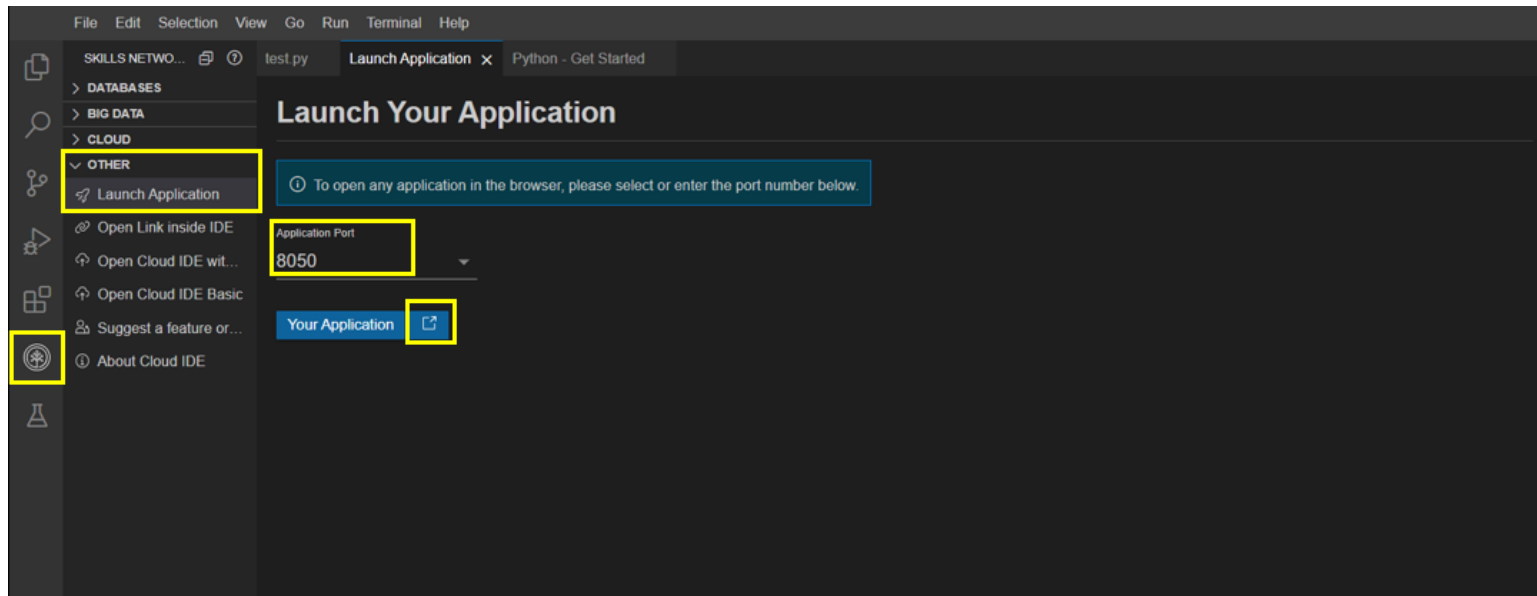 File Edit Selection View Go Run Terminal Help
SKILLS NETWO...
test.py Launch Application Python - Get Started
DATABASES
BIG DATA
CLOUD
OTHER
Launch Application
Open Link inside IDE
Open Cloud IDE wit...
Open Cloud IDE Basic
Suggest a feature or...
About Cloud IDE
Launch Your Application
To open any application in the browser, please select or enter the port number below.
Application Port
8050
Your Application